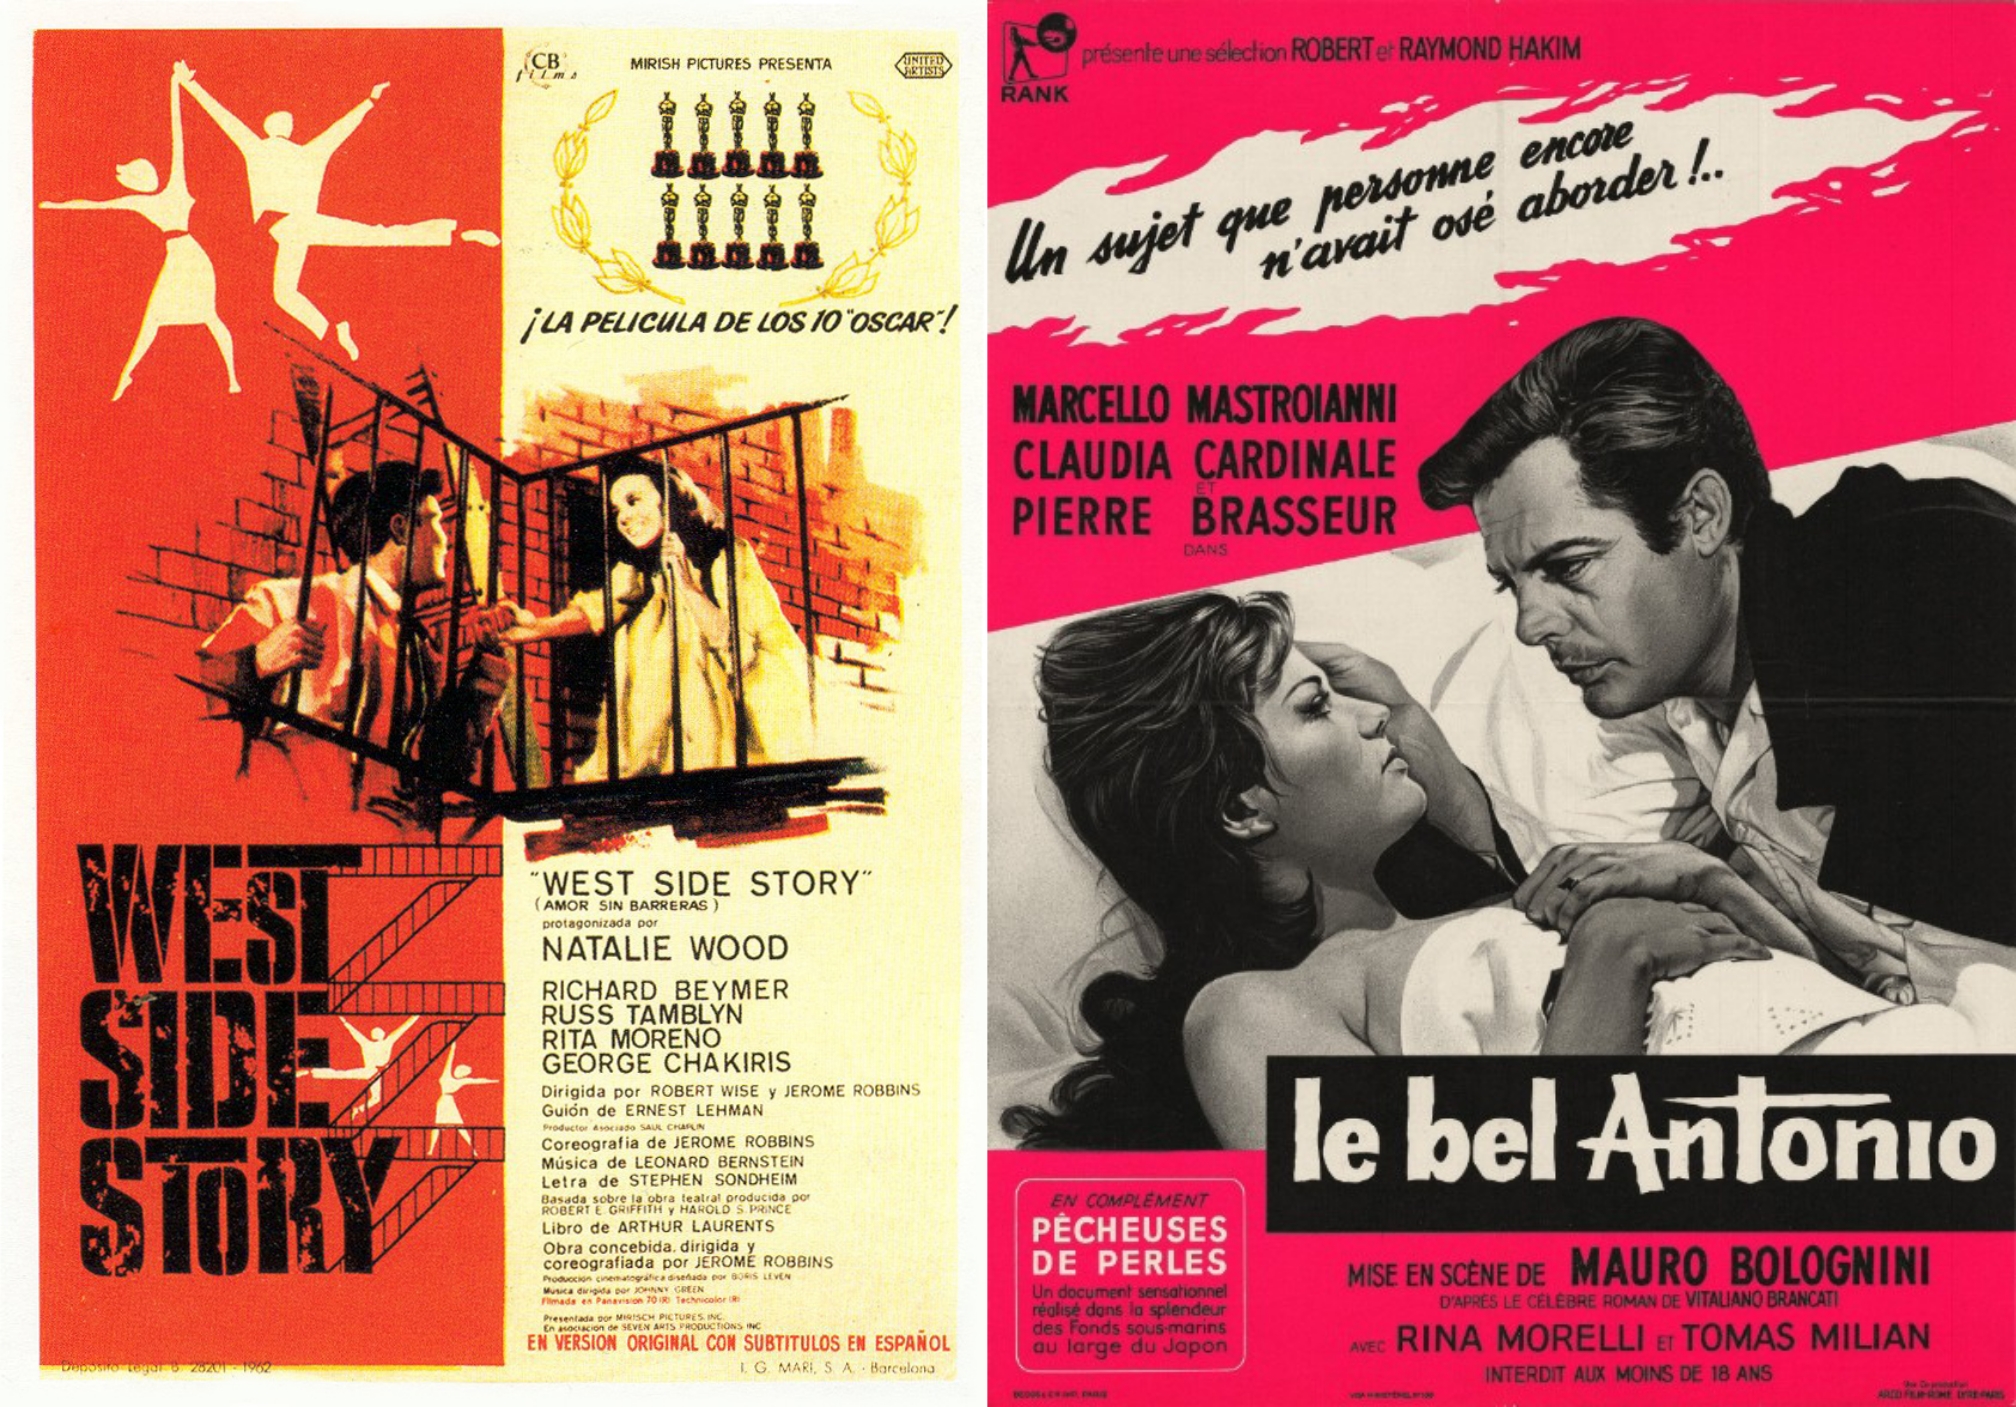 CB
films
MIRISH PICTURES PRESENTA
UNITED
ARTISTS
¡LA PELICULA DE LOS 10 "OSCAR"!
WEST
SIDE
STORY
"WEST SIDE STORY"
(AMOR SIN BARRERAS)
protagonizada por
NATALIE WOOD
RICHARD BEYMER
RUSS TAMBLYN
RITA MORENO
GEORGE CHAKIRIS
Dirigida por ROBERT WISE y JEROME ROBBINS
Guión de ERNEST LEHMAN
Productor Asociado SAUL CHAPLIN
Coreografia de JEROME ROBBINS
Música de LEONARD BERNSTEIN
Letra de STEPHEN SONDHEIM
Basada sobre la obra teatral producida por
ROBERT E. GRIFFITH y HAROLD S. PRINCE
Libro de ARTHUR LAURENTS
Obra concebida. dirigida y
coreografiada por JEROME ROBBINS
Producción cinematográfica diseñada por BORIS LEVEN
Musica dirigida por JOHNNY GREEN
Filmada en Panavision 70 (R) Technicolor (R)
Presentada por MIRISCH PICTURES, INC.
En asociacion de SEVEN ARTS PRODUCTIONS INC
EN VERSION ORIGINAL CON SUBTITULOS EN ESPAÑOL
Depósito Legal B. 28201 - 1962
I. G. MARI, S. A. - Barcelona
RANK
présente une sélection ROBERT et RAYMOND HAKIM
Un sujet que personne encore
n'avait osé aborder!..
MARCELLO MASTROIANNI
CLAUDIA CARDINALE
ET
PIERRE BRASSEUR
DANS
le bel Antonio
EN COMPLÉMENT
PÊCHEUSES
DE PERLES
Un document sensationnel
réalisé dans la splendeur
des Fonds sous-marins
au large du Japon
MISE EN SCÈNE DE MAURO BOLOGNINI
D'APRÈS LE CÉLÈBRE ROMAN DE VITALIANO BRANCATI
AVEC RINA MORELLI ET TOMAS MILIAN
INTERDIT AUX MOINS DE 18 ANS
Une Co-production
ARCO FILM-ROME, LYRE-PARIS